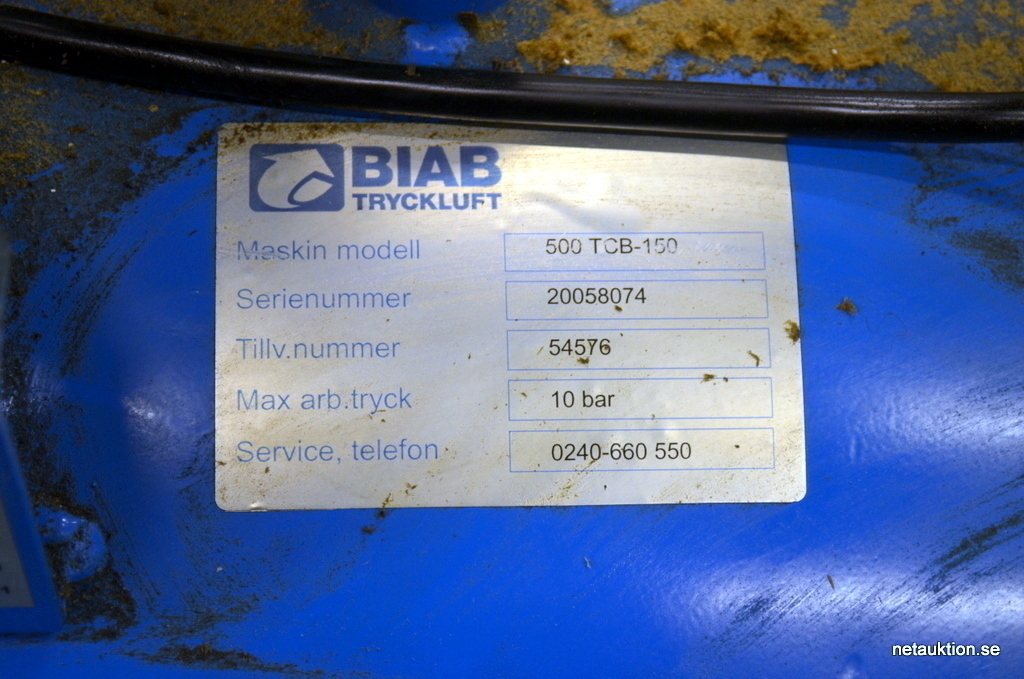 BIAB
TRYCKLUFT
Maskin modell 500 TCB-150
Serienummer 20058074
Tillv.nummer 54576
Max arb.tryck 10 bar
Service, telefon 0240-660 550
netauktion.se